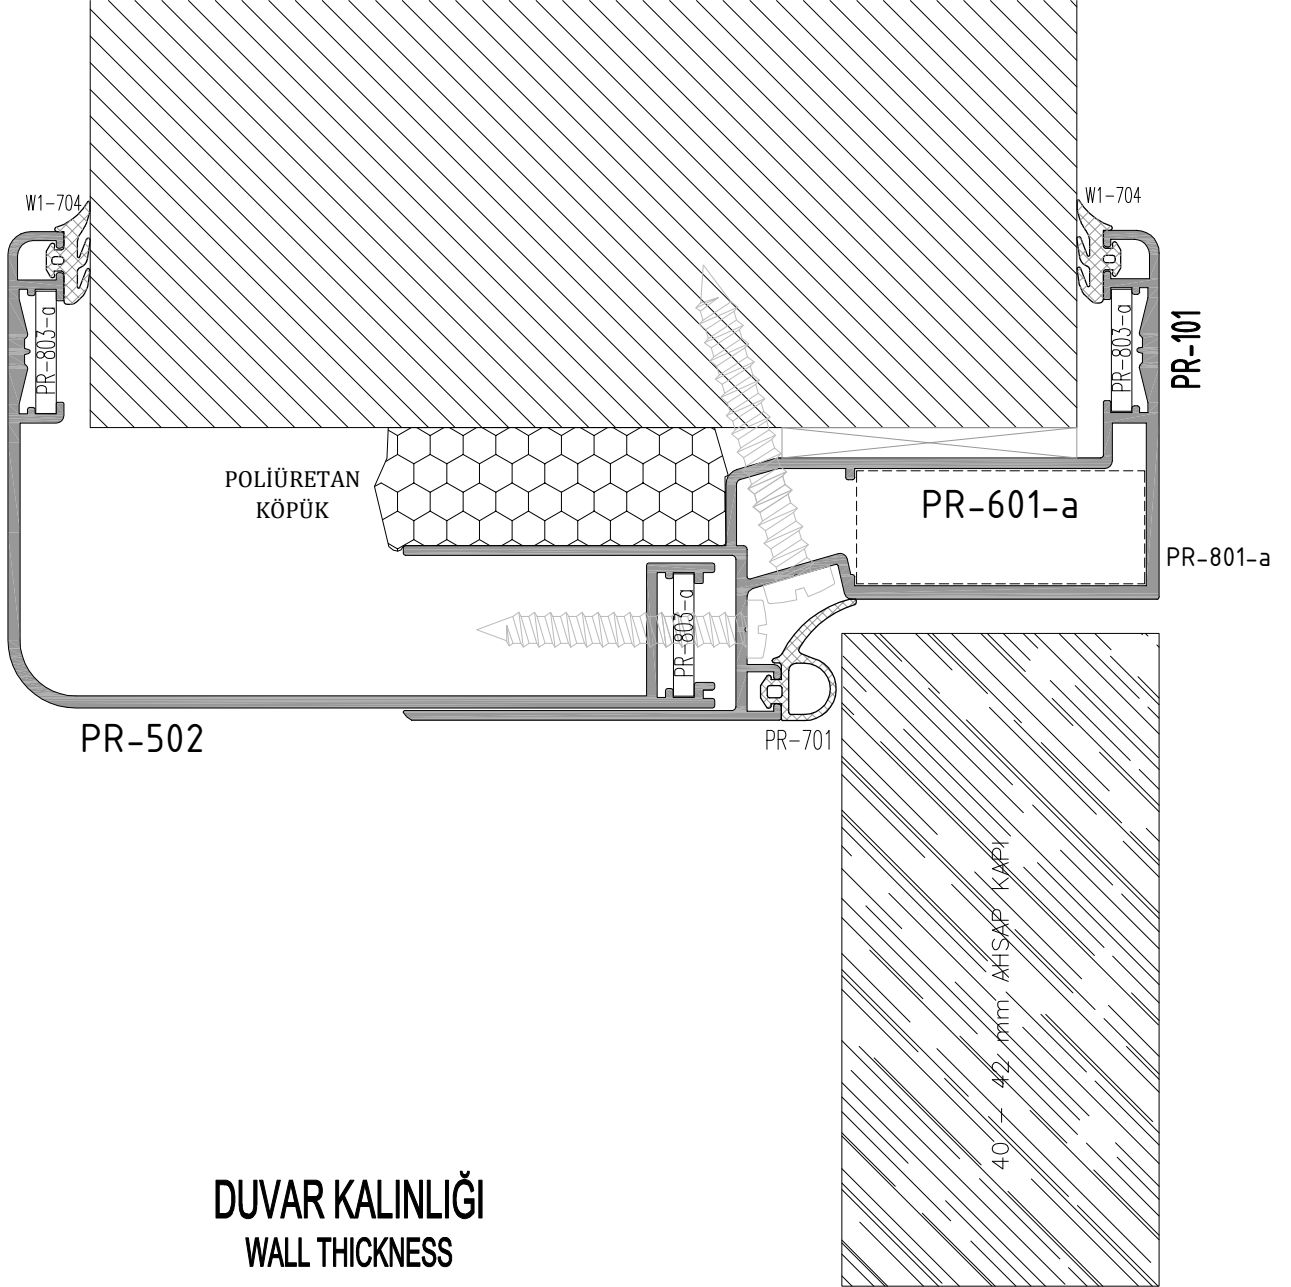 W1-704
W1-704
PR-803-a
PR-803-a
PR-101
POLİÜRETAN
KÖPÜK
PR-601-a
PR-801-a
PR-803-a
PR-502
PR-701
40 - 42 mm AHSAP KAPI
DUVAR KALINLIĞI
WALL THICKNESS